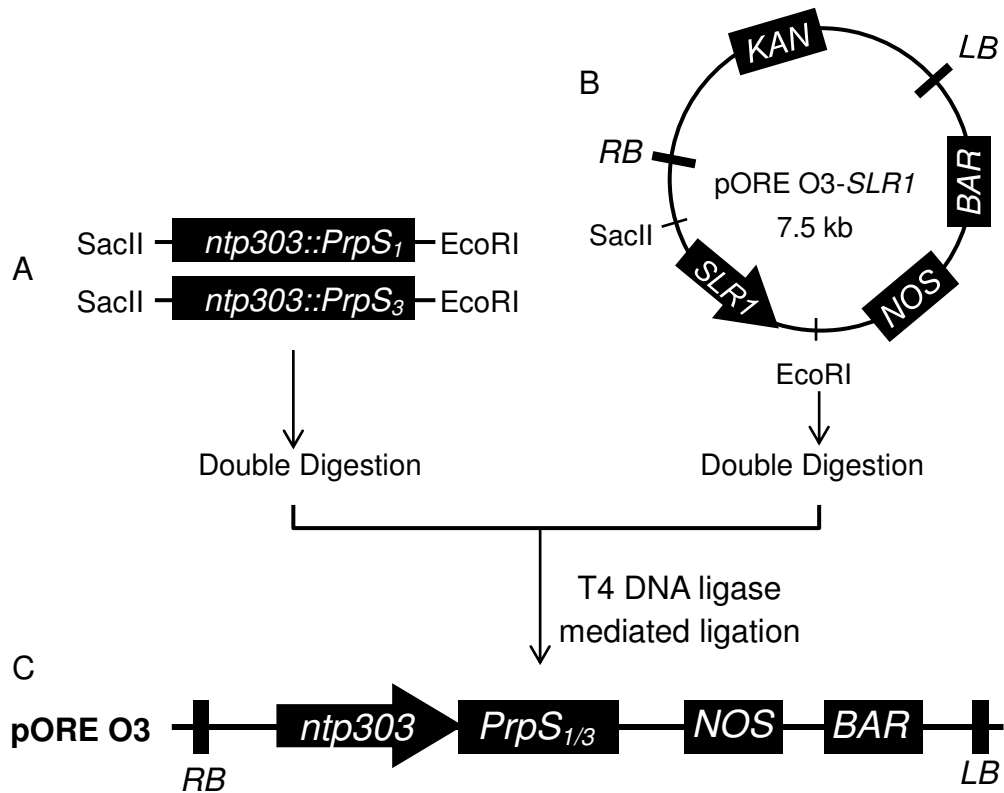 A
SacII ntp303::PrpS₁ EcoRI
SacII ntp303::PrpS₃ EcoRI
Double Digestion
B
KAN
LB
RB
BAR
pORE O3-SLR1
7.5 kb
SacII
SLR1
NOS
EcoRI
Double Digestion
T4 DNA ligase
mediated ligation
C
pORE O3
ntp303 PrpS₁/₃ NOS BAR
RB
LB